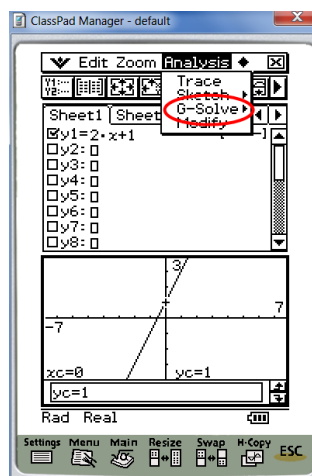 ClassPad Manager - default
Edit Zoom Analysis
Y1:
Y2:
Trace
Sketch
G-Solve
Modify
Sheet1 Sheet
y1=2·x+1 [—]
y2:
y3:
y4:
y5:
y6:
y7:
y8:
3
7
-7
xc=0 yc=1
yc=1
Rad Real
Settings Menu Main Resize Swap H-Copy ESC